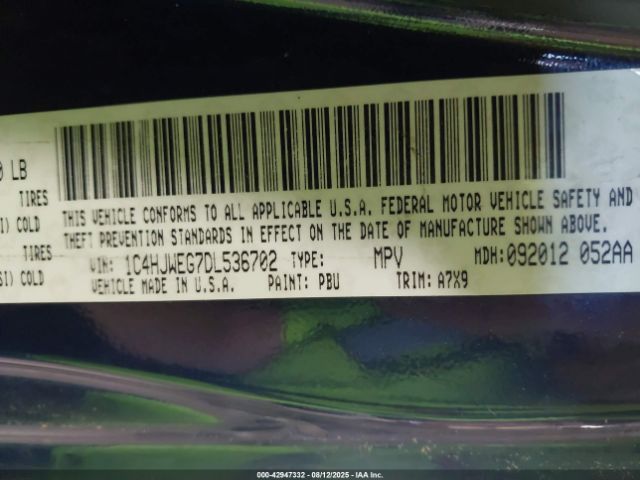 0 LB
TIRES
SI) COLD
TIRES
SI) COLD
THIS VEHICLE CONFORMS TO ALL APPLICABLE U.S.A. FEDERAL MOTOR VEHICLE SAFETY AND
THEFT PREVENTION STANDARDS IN EFFECT ON THE DATE OF MANUFACTURE SHOWN ABOVE.
VIN: 1C4HJWEG7DL536702 TYPE: MPV MDH:092012 052AA
VEHICLE MADE IN U.S.A. PAINT: PBU TRIM: A7X9
000-42947332 - 08/12/2025 - IAA Inc.